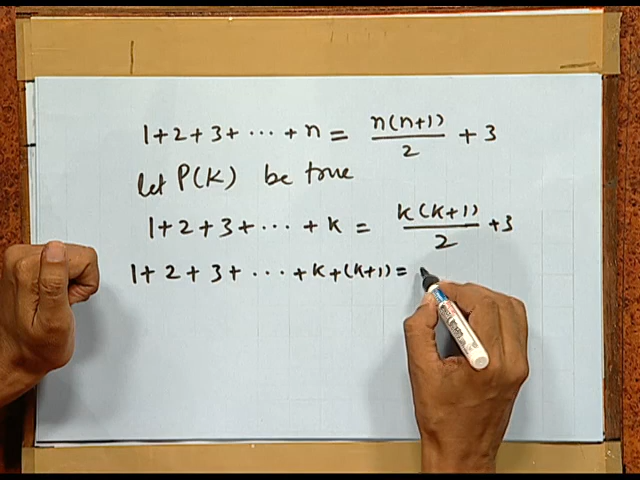 1+2+3+ ... +n = n(n+1)/2 + 3
let P(K) be true
1+2+3+ ... +k = k(k+1)/2 +3
1+2+3+ ... +k+(k+1) =